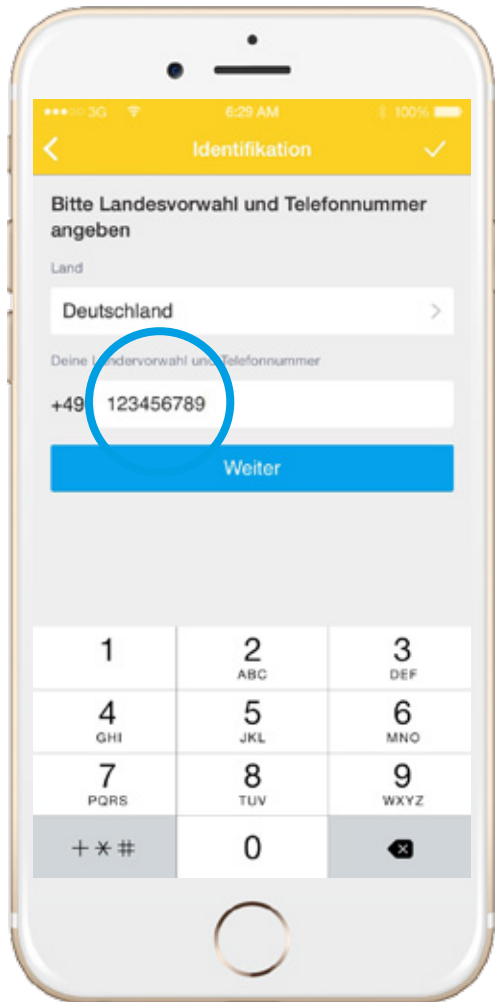 3G 6:29 AM 100%
Identifikation
Bitte Landesvorwahl und Telefonnummer
angeben
Land
Deutschland
Deine Landervorwahl und Telefonnummer
+49 123456789
Weiter
1 2 3
ABC DEF
4 5 6
GHI JKL MNO
7 8 9
PQRS TUV WXYZ
+*# 0